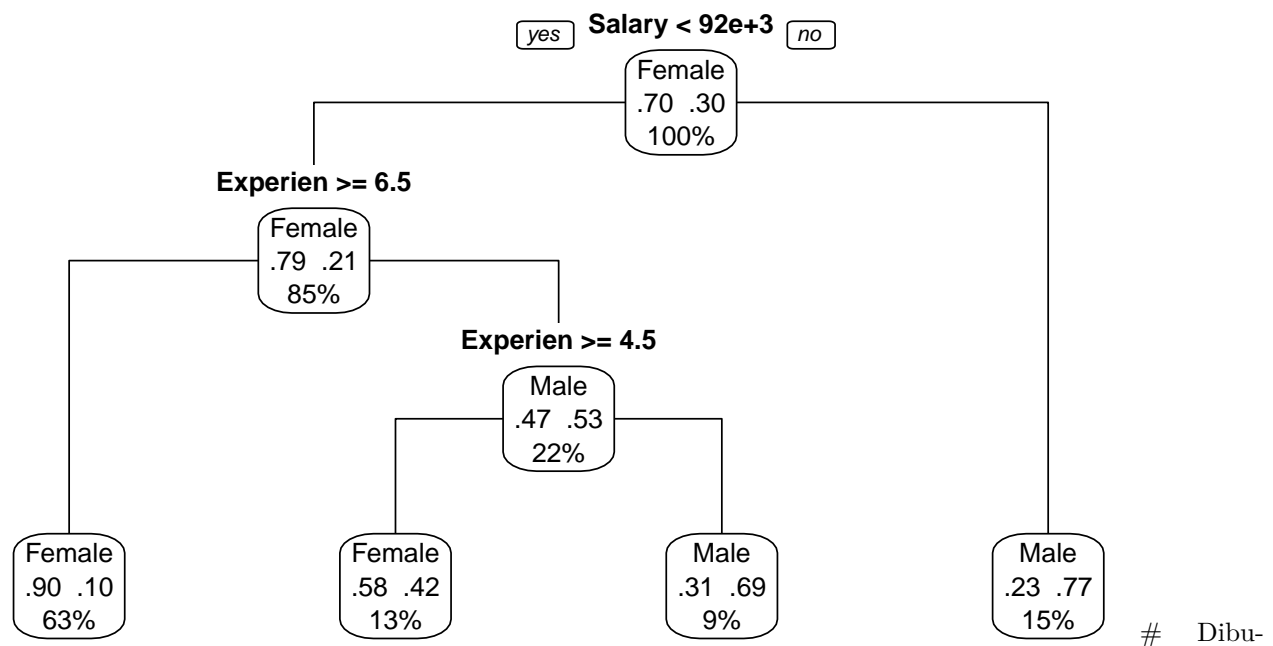 yes Salary < 92e+3 no
Female
.70 .30
100%
Experien >= 6.5
Female
.79 .21
85%
Experien >= 4.5
Male
.47 .53
22%
Female
.90 .10
63%
Female
.58 .42
13%
Male
.31 .69
9%
Male
.23 .77
15%
# Dibu-